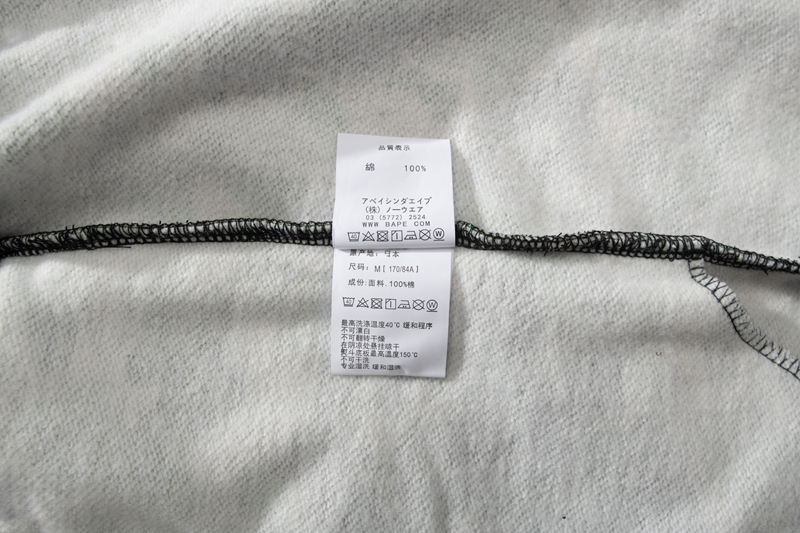 品質表示
綿 100%
アベイシンダエイプ
(株) ノーウエア
03 (5772) 2524
WWW BAPE COM
原产地: 日本
尺码: M[ 170/84A ]
成份:面料.100%棉
最高洗涤温度40℃ 缓和程序
不可漂白
不可翻转干燥
在阴凉处悬挂晾干
熨斗底板最高温度150℃
不可干洗
专业湿洗 缓和湿洗